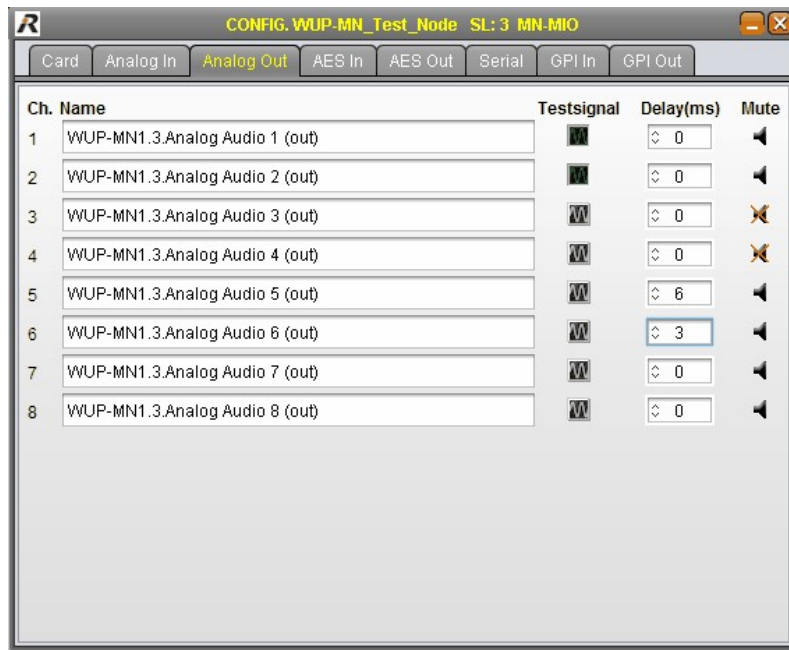 R CONFIG. WUP-MN_Test_Node SL: 3 MN-MIO
Card Analog In Analog Out AES In AES Out Serial GPI In GPI Out
Ch. Name Testsignal Delay(ms) Mute
1 WUP-MN1.3.Analog Audio 1 (out) 0
2 WUP-MN1.3.Analog Audio 2 (out) 0
3 WUP-MN1.3.Analog Audio 3 (out) 0
4 WUP-MN1.3.Analog Audio 4 (out) 0
5 WUP-MN1.3.Analog Audio 5 (out) 6
6 WUP-MN1.3.Analog Audio 6 (out) 3
7 WUP-MN1.3.Analog Audio 7 (out) 0
8 WUP-MN1.3.Analog Audio 8 (out) 0